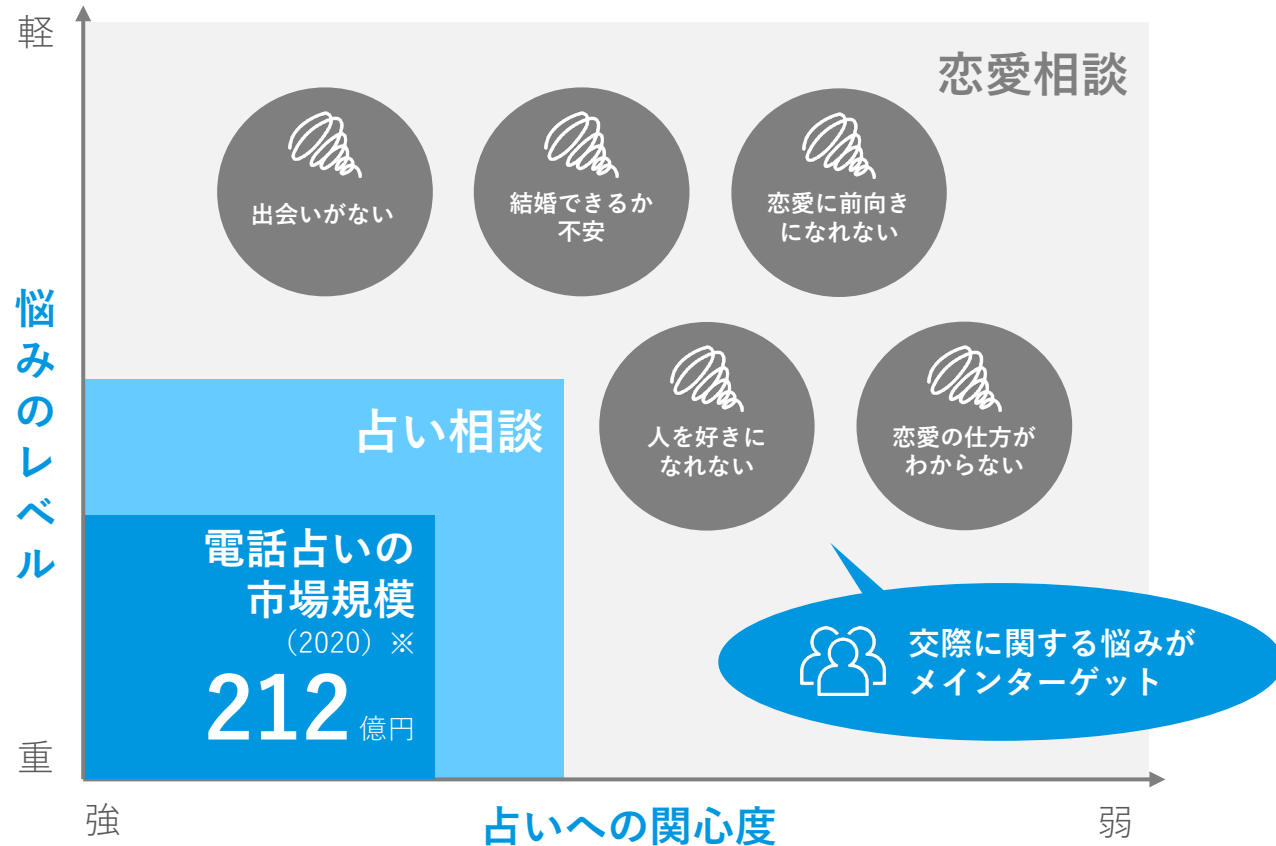 軽
恋愛相談
出会いがない
結婚できるか
不安
恋愛に前向き
になれない
人を好きに
なれない
恋愛の仕方が
わからない
悩みのレベル
占い相談
電話占いの
市場規模
（2020）※
212億円
交際に関する悩みが
メインターゲット
重
強
占いへの関心度
弱